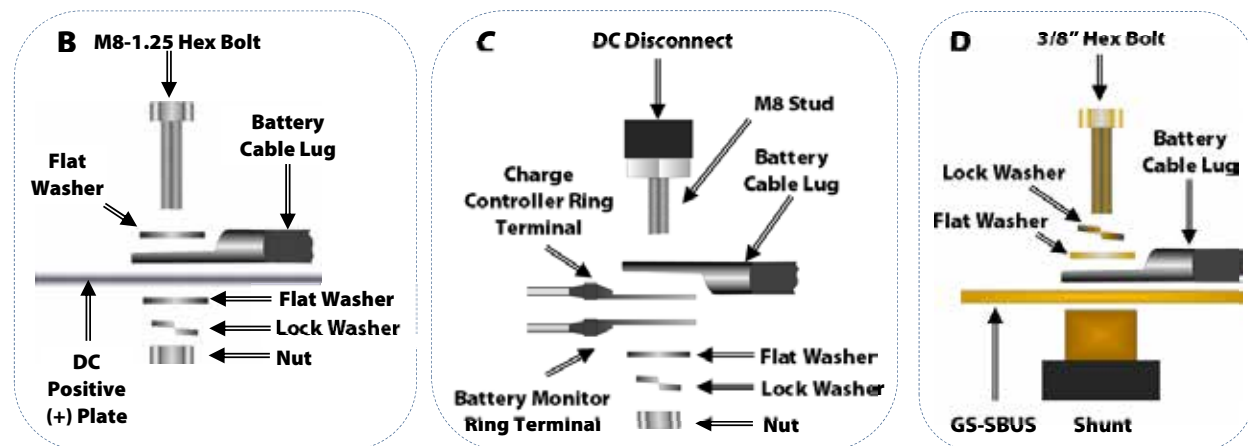 B M8-1.25 Hex Bolt
Flat
Washer
Battery
Cable Lug
Flat Washer
Lock Washer
Nut
DC
Positive
(+) Plate
C DC Disconnect
M8 Stud
Charge
Controller Ring
Terminal
Battery
Cable Lug
Flat Washer
Lock Washer
Nut
Battery Monitor
Ring Terminal
D 3/8" Hex Bolt
Battery
Cable Lug
Lock Washer
Flat Washer
GS-SBUS
Shunt